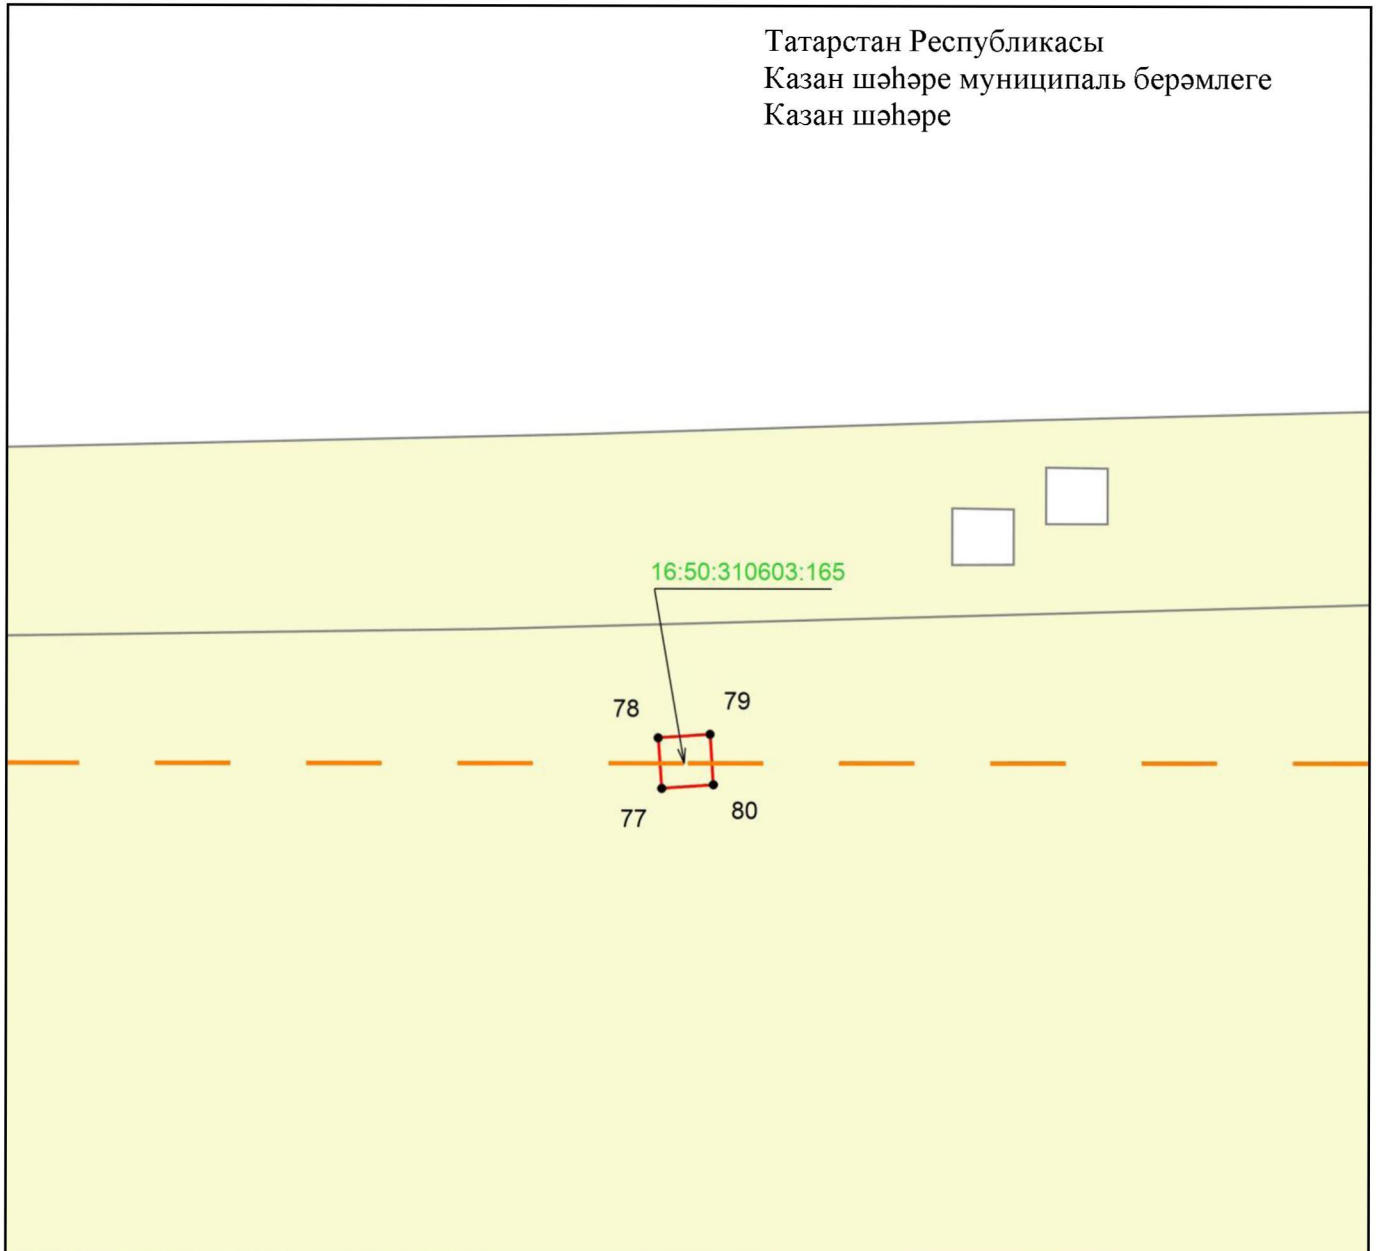 Татарстан Республикасы
Казан шәһәре муниципаль берәмлеге
Казан шәһәре
16:50:310603:165
78 79
77 80